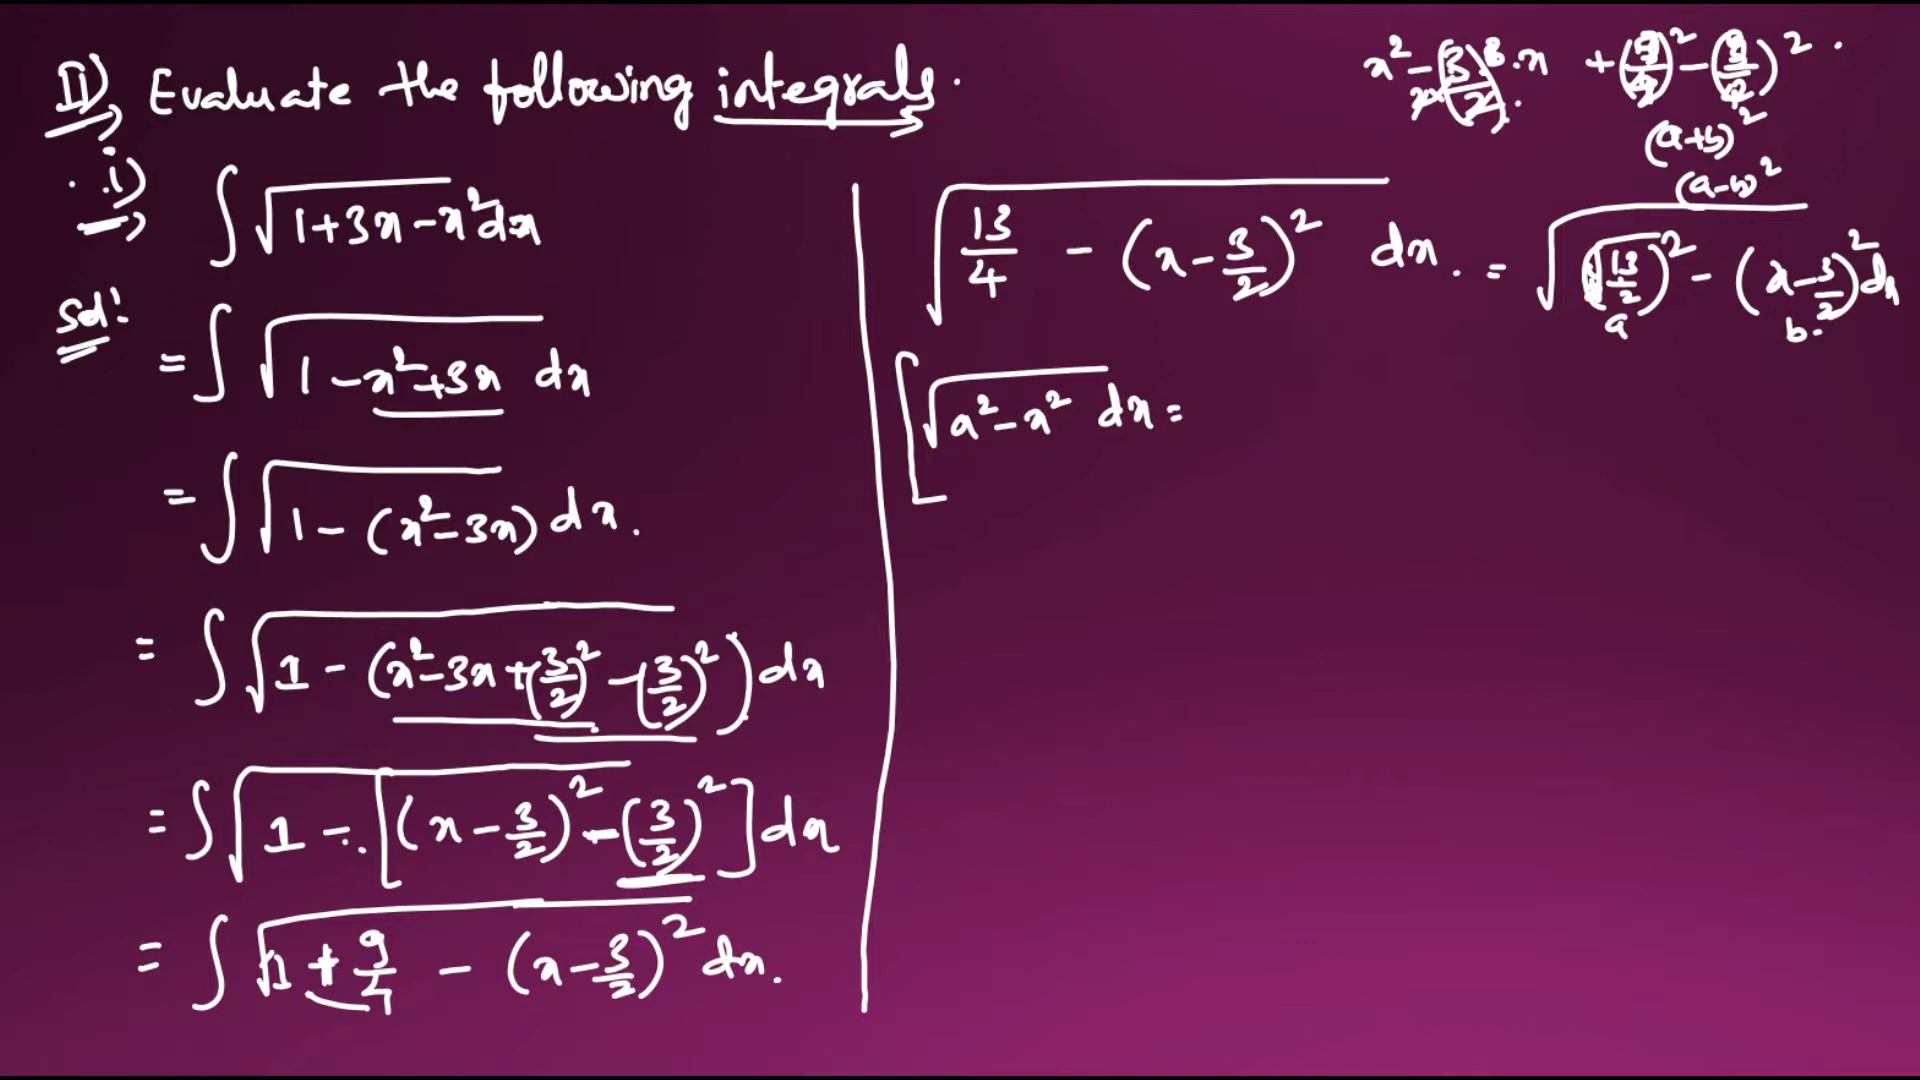 II) Evaluate the following integrals.
i) ∫√(1+3x-x²) dx
Sol:
= ∫√(1-x²+3x) dx
= ∫√(1-(x²-3x)) dx.
= ∫√(1-(x²-3x+(3/2)²-(3/2)²)) dx
= ∫√(1-[(x-3/2)²-(3/2)²]) dx
= ∫√(1+9/4-(x-3/2)²) dx.
(a+b)²
(a-b)²
√(13/4-(x-3/2)²) dx. = √((√13/2)²-(x-3/2)²) dx
a b.
∫√(a²-x²) dx =